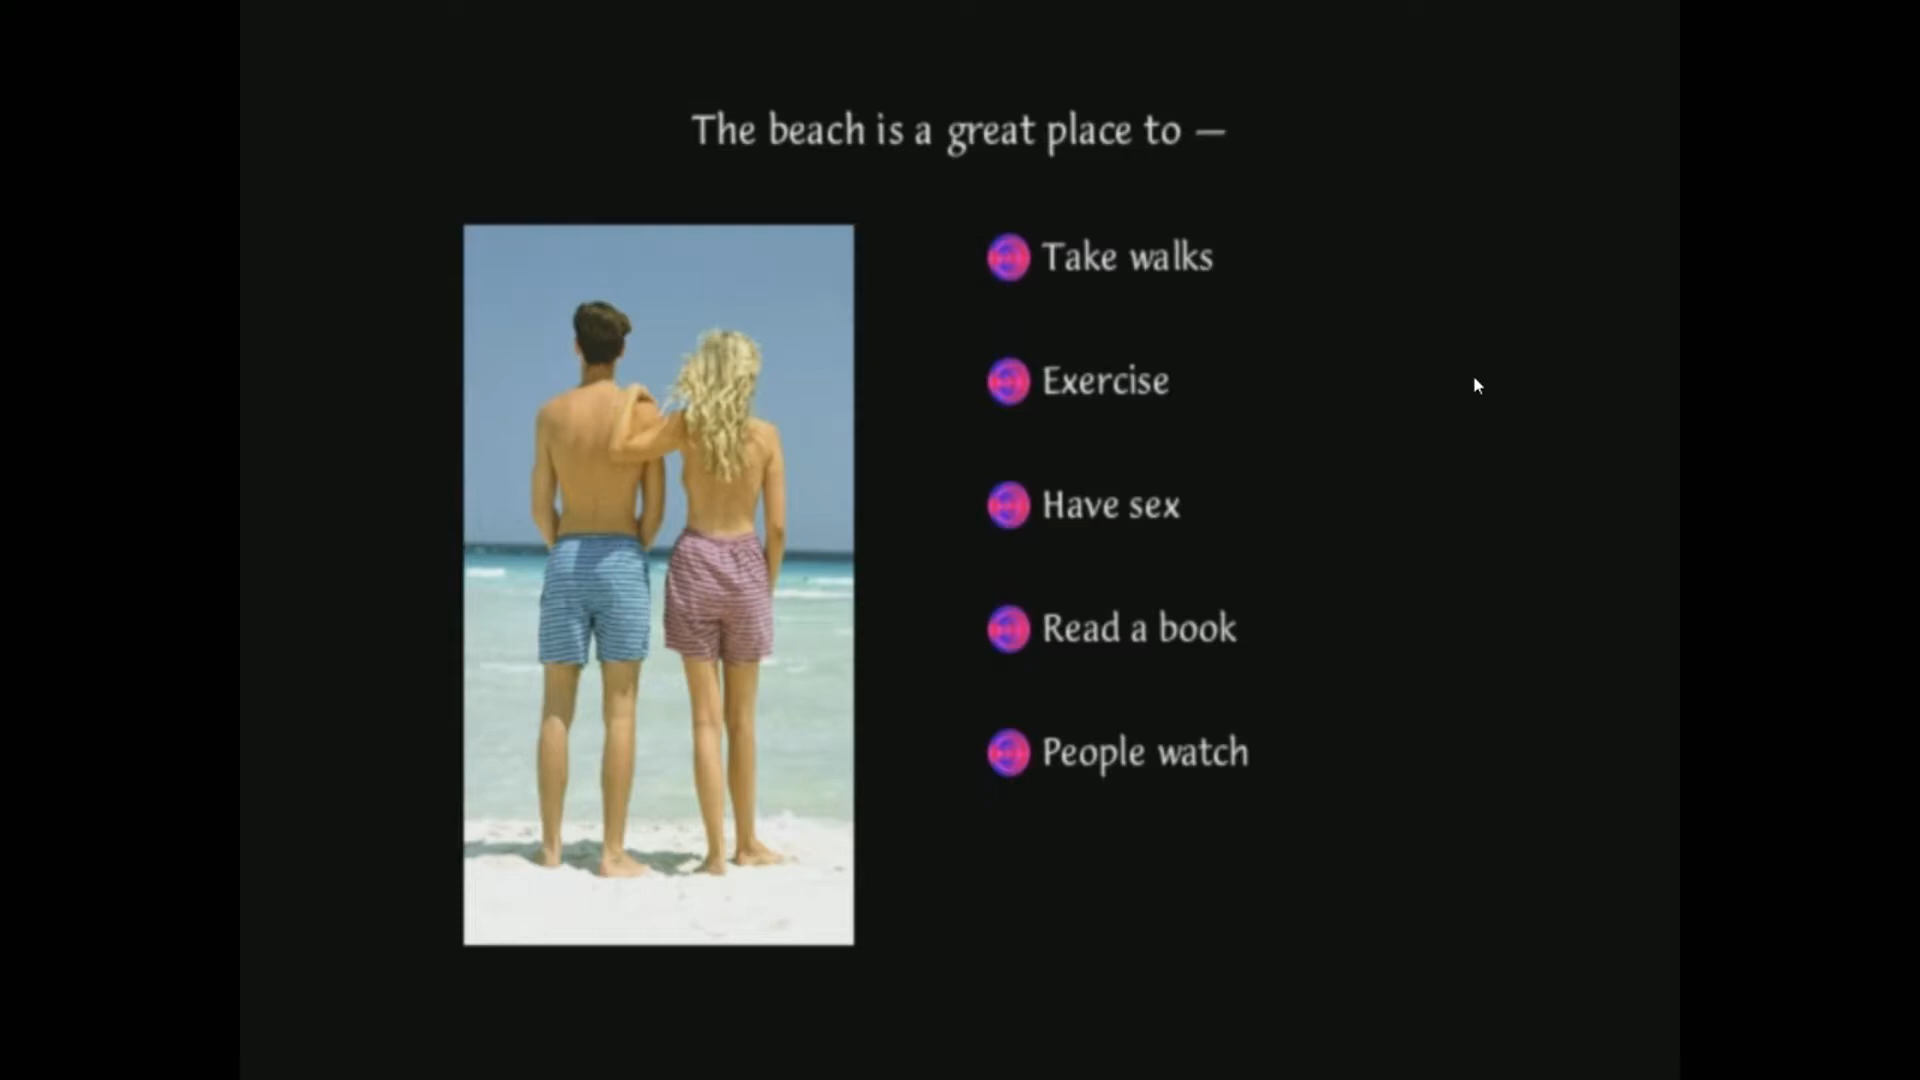 The beach is a great place to —
Take walks
Exercise
Have sex
Read a book
People watch